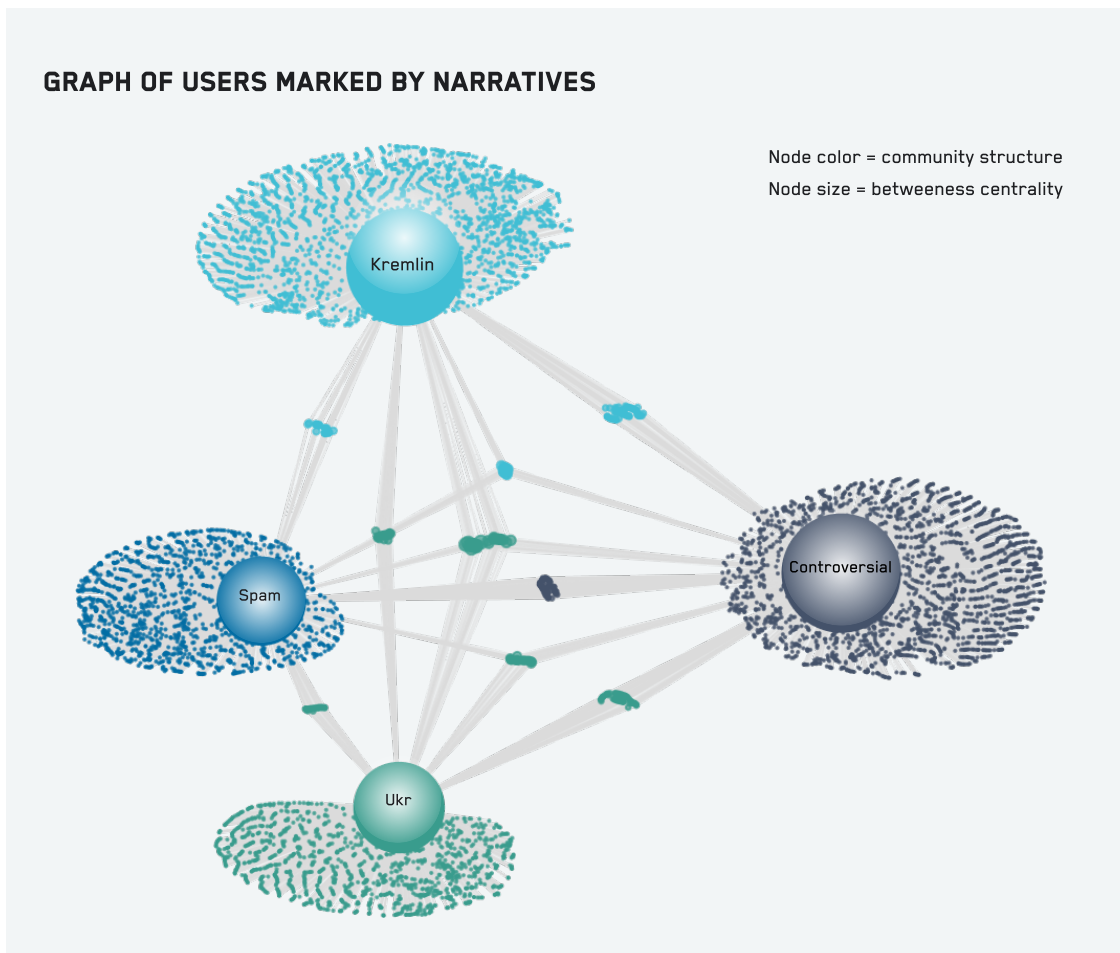 GRAPH OF USERS MARKED BY NARRATIVES
Node color = community structure
Node size = betweeness centrality
Kremlin
Controversial
Spam
Ukr